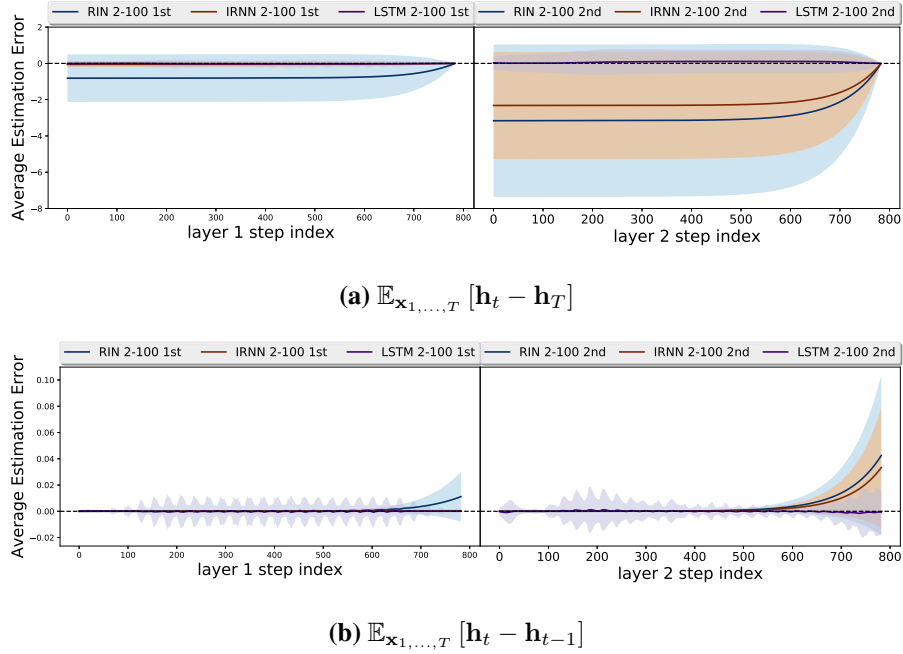 RIN 2-100 1st IRNN 2-100 1st LSTM 2-100 1st RIN 2-100 2nd IRNN 2-100 2nd LSTM 2-100 2nd
Average Estimation Error
2
0
−2
−4
−6
−8
0 100 200 300 400 500 600 700 800 0 100 200 300 400 500 600 700 800
layer 1 step index layer 2 step index
(a) 𝔼x1,...,T [ht − hT]
RIN 2-100 1st IRNN 2-100 1st LSTM 2-100 1st RIN 2-100 2nd IRNN 2-100 2nd LSTM 2-100 2nd
Average Estimation Error
0.10
0.08
0.06
0.04
0.02
0.00
−0.02
0 100 200 300 400 500 600 700 800 0 100 200 300 400 500 600 700 800
layer 1 step index layer 2 step index
(b) 𝔼x1,...,T [ht − ht−1]